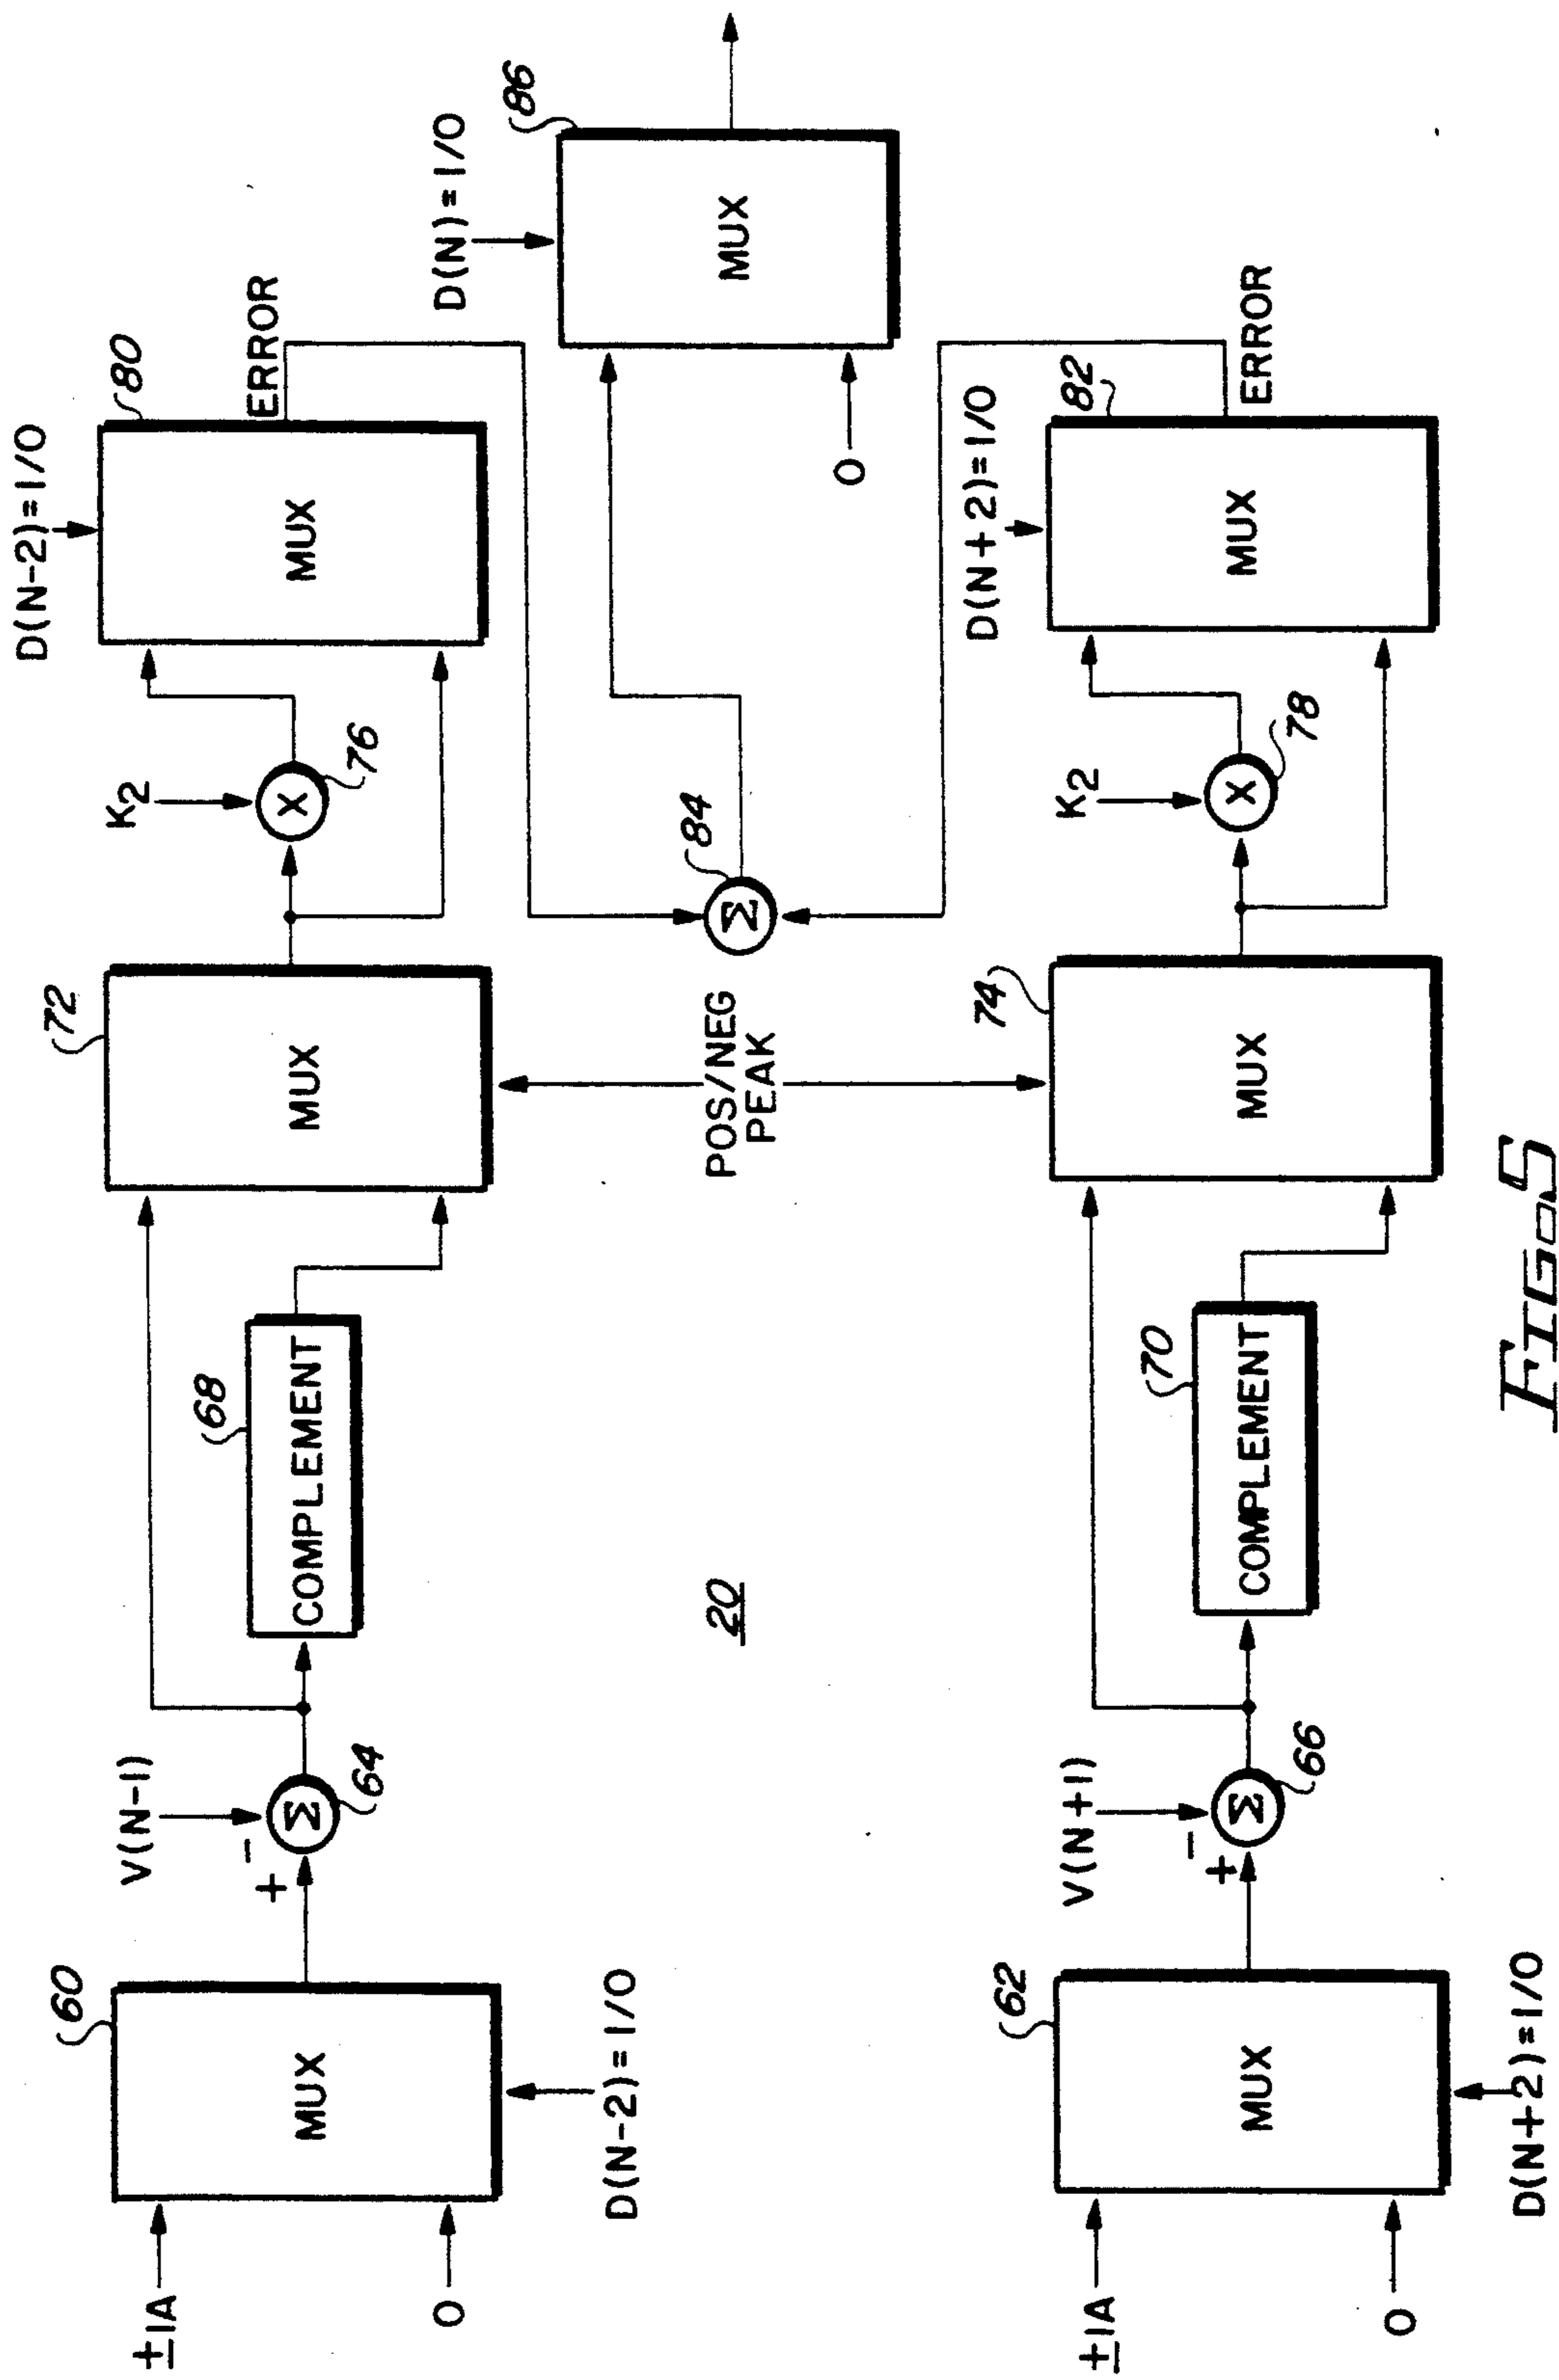 ±1A
0
MUX
60
D(N-2)=1/0
V(N-1)
-
+
Σ
64
COMPLEMENT
68
MUX
72
K2
X
76
D(N-2)=1/0
MUX
80
ERROR
20
POS/NEG
PEAK
Σ
84
0
D(N)=1/0
MUX
86
±1A
0
MUX
62
D(N+2)=1/0
V(N+1)
-
+
Σ
66
COMPLEMENT
70
MUX
74
K2
X
78
D(N+2)=1/0
MUX
82
ERROR
FIG. 5